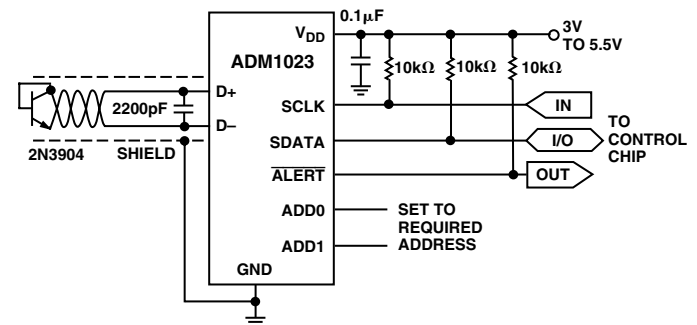 0.1µF
VDD
3V
TO 5.5V
ADM1023
10kΩ
10kΩ
10kΩ
D+
2200pF
SCLK
IN
D–
SDATA
I/O
TO
CONTROL
CHIP
2N3904
SHIELD
ALERT
OUT
ADD0
SET TO
REQUIRED
ADDRESS
ADD1
GND